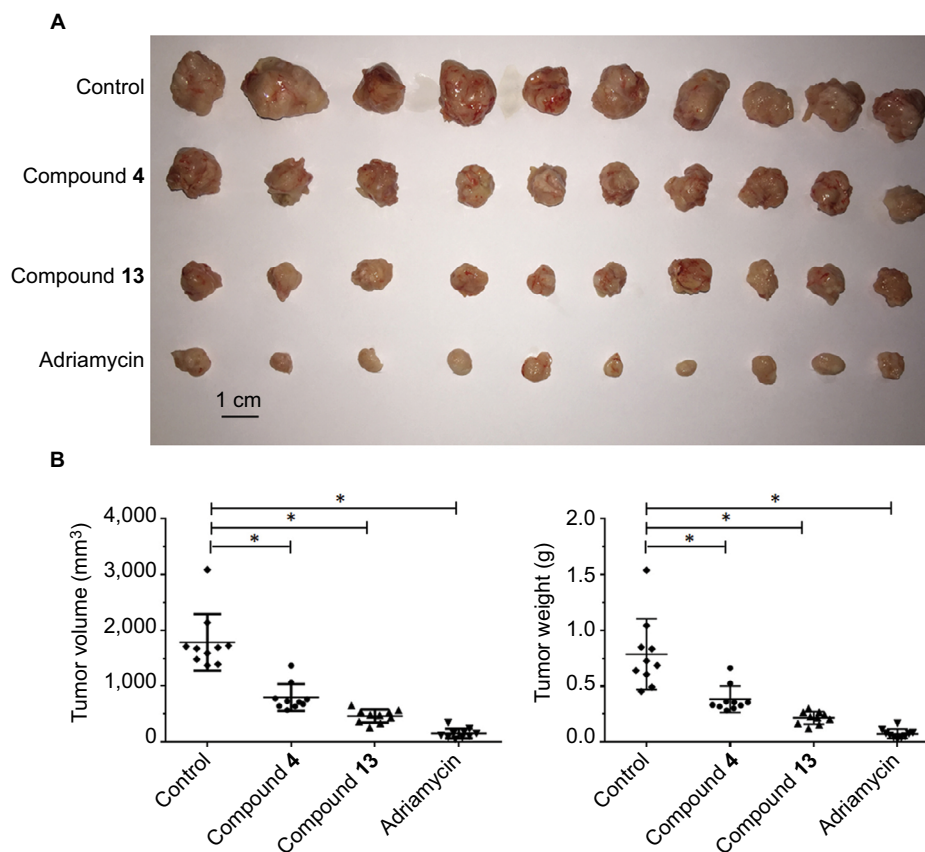 A
Control
Compound 4
Compound 13
Adriamycin
1 cm
B
Tumor volume (mm³)
4,000
3,000
2,000
1,000
0
*
*
*
Control
Compound 4
Compound 13
Adriamycin
Tumor weight (g)
2.0
1.5
1.0
0.5
0.0
*
*
*
Control
Compound 4
Compound 13
Adriamycin